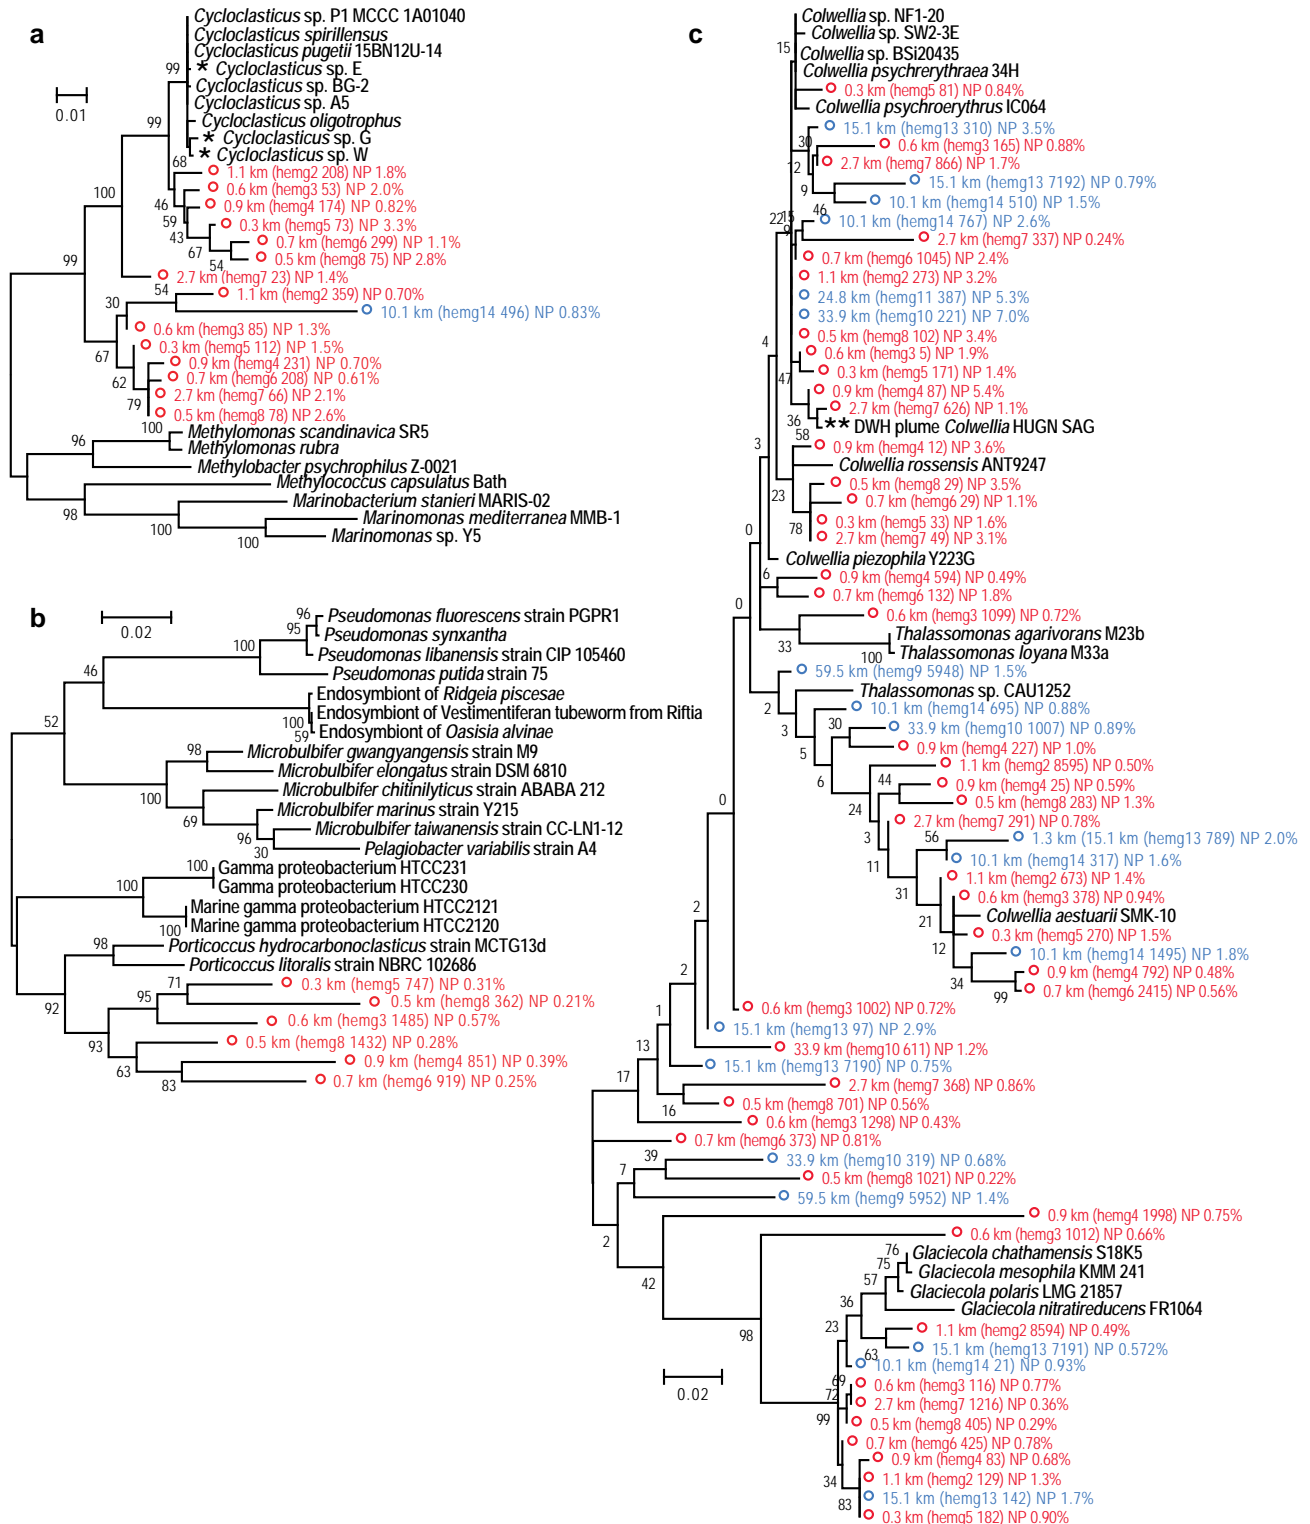 a
Cycloclasticus sp. P1 MCCC 1A01040
Cycloclasticus spirillensus
Cycloclasticus pugetii 15BN12U-14
99
* Cycloclasticus sp. E
Cycloclasticus sp. BG-2
0.01
Cycloclasticus sp. A5
Cycloclasticus oligotrophus
99
* Cycloclasticus sp. G
* Cycloclasticus sp. W
68
1.1 km (hemg2 208) NP 1.8%
0.6 km (hemg3 53) NP 2.0%
100
46
0.9 km (hemg4 174) NP 0.82%
59
0.3 km (hemg5 73) NP 3.3%
43
0.7 km (hemg6 299) NP 1.1%
67
0.5 km (hemg8 75) NP 2.8%
54
99
2.7 km (hemg7 23) NP 1.4%
54
1.1 km (hemg2 359) NP 0.70%
30
10.1 km (hemg14 496) NP 0.83%
0.6 km (hemg3 85) NP 1.3%
67
0.3 km (hemg5 112) NP 1.5%
0.9 km (hemg4 231) NP 0.70%
62
0.7 km (hemg6 208) NP 0.61%
2.7 km (hemg7 66) NP 2.1%
79
0.5 km (hemg8 78) NP 2.6%
100
Methylomonas scandinavica SR5
96
Methylomonas rubra
Methylobacter psychrophilus Z-0021
Methylococcus capsulatus Bath
98
Marinobacterium stanieri MARIS-02
100
Marinomonas mediterranea MMB-1
100
Marinomonas sp. Y5
b
0.02
96
Pseudomonas fluorescens strain PGPR1
95
Pseudomonas synxantha
100
Pseudomonas libanensis strain CIP 105460
46
Pseudomonas putida strain 75
Endosymbiont of Ridgeia piscesae
100
Endosymbiont of Vestimentiferan tubeworm from Riftia
52
59
Endosymbiont of Oasisia alvinae
98
Microbulbifer gwangyangensis strain M9
Microbulbifer elongatus strain DSM 6810
100
Microbulbifer chitinilyticus strain ABABA 212
69
Microbulbifer marinus strain Y215
96
Microbulbifer taiwanensis strain CC-LN1-12
30
Pelagiobacter variabilis strain A4
100
Gamma proteobacterium HTCC231
100
Gamma proteobacterium HTCC230
Marine gamma proteobacterium HTCC2121
100
Marine gamma proteobacterium HTCC2120
98
Porticoccus hydrocarbonoclasticus strain MCTG13d
Porticoccus litoralis strain NBRC 102686
71
0.3 km (hemg5 747) NP 0.31%
95
0.5 km (hemg8 362) NP 0.21%
92
0.6 km (hemg3 1485) NP 0.57%
93
0.5 km (hemg8 1432) NP 0.28%
63
0.9 km (hemg4 851) NP 0.39%
83
0.7 km (hemg6 919) NP 0.25%
c
Colwellia sp. NF1-20
Colwellia sp. SW2-3E
15
Colwellia sp. BSi20435
Colwellia psychrerythraea 34H
0.3 km (hemg5 81) NP 0.84%
Colwellia psychroerythrus IC064
15.1 km (hemg13 310) NP 3.5%
30
0.6 km (hemg3 165) NP 0.88%
12
2.7 km (hemg7 866) NP 1.7%
15.1 km (hemg13 7192) NP 0.79%
9
10.1 km (hemg14 510) NP 1.5%
46
22
15
10.1 km (hemg14 767) NP 2.6%
9
2.7 km (hemg7 337) NP 0.24%
0.7 km (hemg6 1045) NP 2.4%
1.1 km (hemg2 273) NP 3.2%
24.8 km (hemg11 387) NP 5.3%
33.9 km (hemg10 221) NP 7.0%
4
0.5 km (hemg8 102) NP 3.4%
0.6 km (hemg3 5) NP 1.9%
47
0.3 km (hemg5 171) NP 1.4%
0.9 km (hemg4 87) NP 5.4%
2.7 km (hemg7 626) NP 1.1%
36
** DWH plume Colwellia HUGN SAG
3
58
0.9 km (hemg4 12) NP 3.6%
Colwellia rossensis ANT9247
0.5 km (hemg8 29) NP 3.5%
23
0.7 km (hemg6 29) NP 1.1%
0.3 km (hemg5 33) NP 1.6%
78
2.7 km (hemg7 49) NP 3.1%
0
Colwellia piezophila Y223G
6
0.9 km (hemg4 594) NP 0.49%
0.7 km (hemg6 132) NP 1.8%
0
0.6 km (hemg3 1099) NP 0.72%
33
Thalassomonas agarivorans M23b
100
Thalassomonas loyana M33a
59.5 km (hemg9 5948) NP 1.5%
2
Thalassomonas sp. CAU1252
10.1 km (hemg14 695) NP 0.88%
3
30
33.9 km (hemg10 1007) NP 0.89%
5
0.9 km (hemg4 227) NP 1.0%
1.1 km (hemg2 8595) NP 0.50%
6
44
0.9 km (hemg4 25) NP 0.59%
0
24
0.5 km (hemg8 283) NP 1.3%
2.7 km (hemg7 291) NP 0.78%
3
56
1.3 km (15.1 km (hemg13 789) NP 2.0%
11
10.1 km (hemg14 317) NP 1.6%
1.1 km (hemg2 673) NP 1.4%
31
0.6 km (hemg3 378) NP 0.94%
2
21
Colwellia aestuarii SMK-10
0.3 km (hemg5 270) NP 1.5%
12
10.1 km (hemg14 1495) NP 1.8%
2
34
0.9 km (hemg4 792) NP 0.48%
99
0.7 km (hemg6 2415) NP 0.56%
0.6 km (hemg3 1002) NP 0.72%
1
15.1 km (hemg13 97) NP 2.9%
13
33.9 km (hemg10 611) NP 1.2%
15.1 km (hemg13 7190) NP 0.75%
17
2.7 km (hemg7 368) NP 0.86%
16
0.5 km (hemg8 701) NP 0.56%
0.6 km (hemg3 1298) NP 0.43%
0.7 km (hemg6 373) NP 0.81%
39
33.9 km (hemg10 319) NP 0.68%
7
0.5 km (hemg8 1021) NP 0.22%
59.5 km (hemg9 5952) NP 1.4%
0.9 km (hemg4 1998) NP 0.75%
2
0.6 km (hemg3 1012) NP 0.66%
76
Glaciecola chathamensis S18K5
75
Glaciecola mesophila KMM 241
42
57
Glaciecola polaris LMG 21857
36
Glaciecola nitratireducens FR1064
98
23
1.1 km (hemg2 8594) NP 0.49%
15.1 km (hemg13 7191) NP 0.572%
63
10.1 km (hemg14 21) NP 0.93%
0.02
69
0.6 km (hemg3 116) NP 0.77%
72
2.7 km (hemg7 1216) NP 0.36%
99
0.5 km (hemg8 405) NP 0.29%
0.7 km (hemg6 425) NP 0.78%
0.9 km (hemg4 83) NP 0.68%
34
1.1 km (hemg2 129) NP 1.3%
83
15.1 km (hemg13 142) NP 1.7%
0.3 km (hemg5 182) NP 0.90%